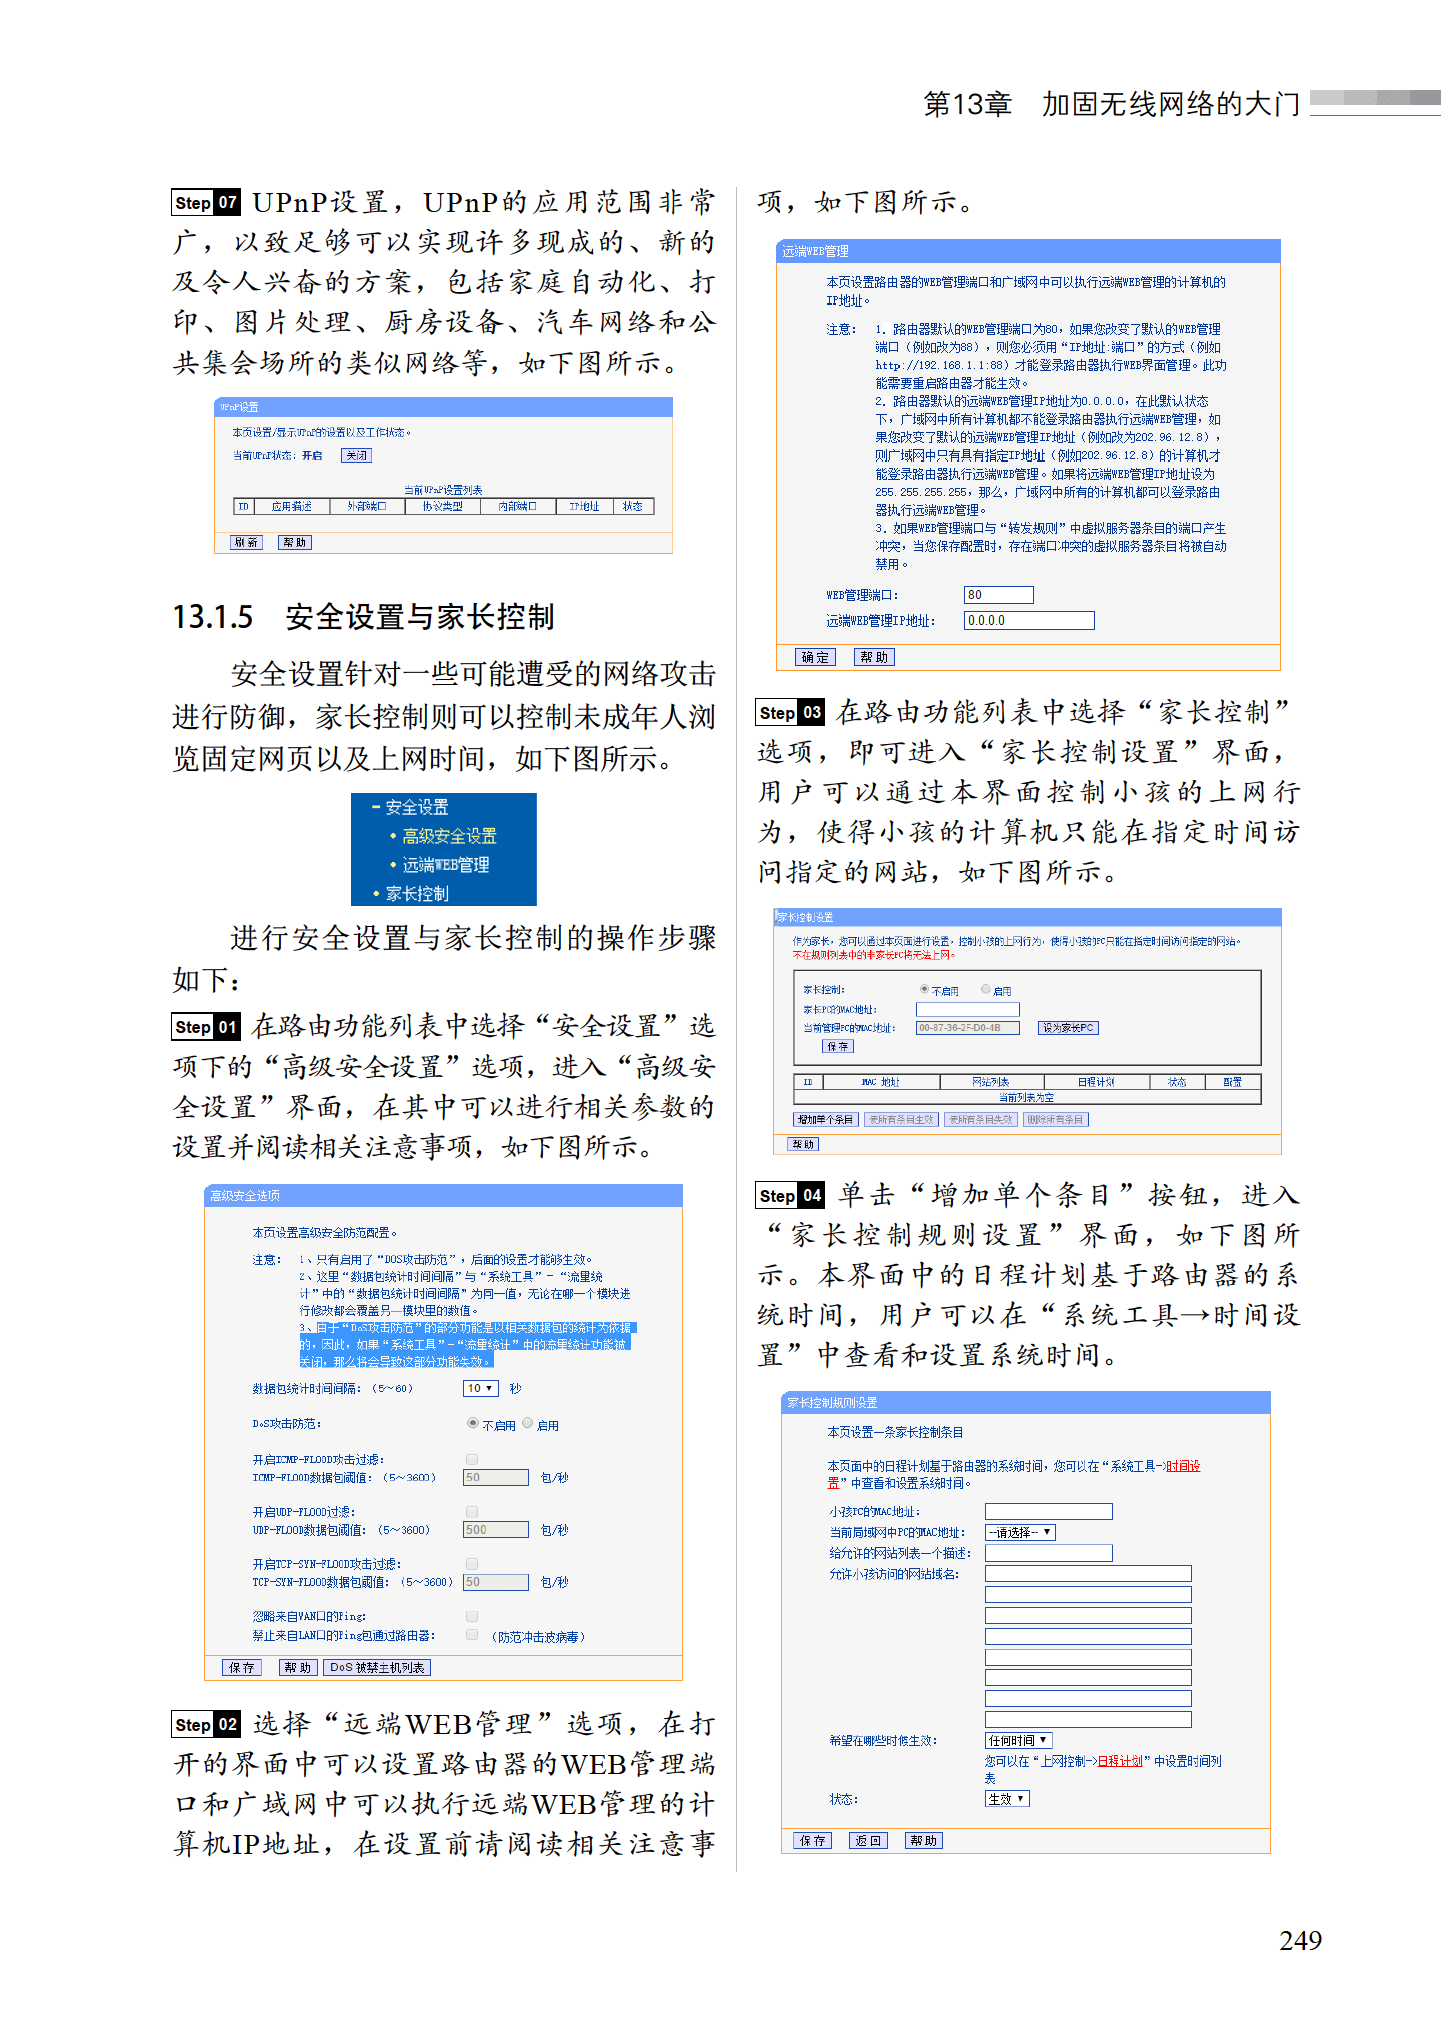 第13章 加固无线网络的大门
Step 07 UPnP设置，UPnP的应用范围非常
广，以致足够可以实现许多现成的、新的
及令人兴奋的方案，包括家庭自动化、打
印、图片处理、厨房设备、汽车网络和公
共集会场所的类似网络等，如下图所示。
UPnP设置
本页设置/显示UPnP的设置以及工作状态。
当前UPnP状态：开启 关闭
当前UPnP设置列表
ID 应用描述 外部端口 协议类型 内部端口 IP地址 状态
刷新 帮助
13.1.5 安全设置与家长控制
安全设置针对一些可能遭受的网络攻击
进行防御，家长控制则可以控制未成年人浏
览固定网页以及上网时间，如下图所示。
－安全设置
• 高级安全设置
• 远端WEB管理
• 家长控制
进行安全设置与家长控制的操作步骤
如下：
Step 01 在路由功能列表中选择“安全设置”选
项下的“高级安全设置”选项，进入“高级安
全设置”界面，在其中可以进行相关参数的
设置并阅读相关注意事项，如下图所示。
高级安全选项
本页设置高级安全防范配置。
注意： 1、只有启用了“DOS攻击防范”，后面的设置才能够生效。
2、这里“数据包统计时间间隔”与“系统工具”-“流量统
计”中的“数据包统计时间间隔”为同一值，无论在哪一个模块进
行修改都会覆盖另一模块里的数值。
3、由于“DoS攻击防范”的部分功能是以相关数据包的统计为依据
的，因此，如果“系统工具”-“流量统计”中的流量统计功能被
关闭，那么将会导致这部分功能失效。
数据包统计时间间隔：（5～60） 10 秒
DoS攻击防范： 不启用 启用
开启ICMP-FLOOD攻击过滤：
ICMP-FLOOD数据包阈值：（5～3600） 50 包/秒
开启UDP-FLOOD过滤：
UDP-FLOOD数据包阈值：（5～3600） 500 包/秒
开启TCP-SYN-FLOOD攻击过滤：
TCP-SYN-FLOOD数据包阈值：（5～3600） 50 包/秒
忽略来自WAN口的Ping：
禁止来自LAN口的Ping包通过路由器： （防范冲击波病毒）
保存 帮助 DoS 被禁主机列表
Step 02 选择“远端WEB管理”选项，在打
开的界面中可以设置路由器的WEB管理端
口和广域网中可以执行远端WEB管理的计
算机IP地址，在设置前请阅读相关注意事
项，如下图所示。
远端WEB管理
本页设置路由器的WEB管理端口和广域网中可以执行远端WEB管理的计算机的
IP地址。
注意： 1. 路由器默认的WEB管理端口为80，如果您改变了默认的WEB管理
端口（例如改为88），则您必须用“IP地址:端口”的方式（例如
http://192.168.1.1:88）才能登录路由器执行WEB界面管理。此功
能需要重启路由器才能生效。
2. 路由器默认的远端WEB管理IP地址为0.0.0.0，在此默认状态
下，广域网中所有计算机都不能登录路由器执行远端WEB管理，如
果您改变了默认的远端WEB管理IP地址（例如改为202.96.12.8），
则广域网中只有具有指定IP地址（例如202.96.12.8）的计算机才
能登录路由器执行远端WEB管理。如果将远端WEB管理IP地址设为
255.255.255.255，那么，广域网中所有的计算机都可以登录路由
器执行远端WEB管理。
3. 如果WEB管理端口与“转发规则”中虚拟服务器条目的端口产生
冲突，当您保存配置时，存在端口冲突的虚拟服务器条目将被自动
禁用。
WEB管理端口： 80
远端WEB管理IP地址： 0.0.0.0
确定 帮助
Step 03 在路由功能列表中选择“家长控制”
选项，即可进入“家长控制设置”界面，
用户可以通过本界面控制小孩的上网行
为，使得小孩的计算机只能在指定时间访
问指定的网站，如下图所示。
家长控制设置
作为家长，您可以通过本页面进行设置，控制小孩的上网行为，使得小孩的PC只能在指定时间访问指定的网站。
不在规则列表中的非家长PC将无法上网。
家长控制： 不启用 启用
家长PC的MAC地址：
当前管理PC的MAC地址： 00-87-36-2F-D0-4B 设为家长PC
保存
ID MAC 地址 网站列表 日程计划 状态 配置
当前列表为空
增加单个条目 使所有条目生效 使所有条目失效 删除所有条目
帮助
Step 04 单击“增加单个条目”按钮，进入
“家长控制规则设置”界面，如下图所
示。本界面中的日程计划基于路由器的系
统时间，用户可以在“系统工具→时间设
置”中查看和设置系统时间。
家长控制规则设置
本页设置一条家长控制条目
本页面中的日程计划基于路由器的系统时间，您可以在“系统工具->时间设
置”中查看和设置系统时间。
小孩PC的MAC地址：
当前局域网中PC的MAC地址： --请选择--
给允许的网站列表一个描述：
允许小孩访问的网站域名：
希望在哪些时候生效： 任何时间
您可以在“上网控制->日程计划”中设置时间列
表
状态： 生效
保存 返回 帮助
249